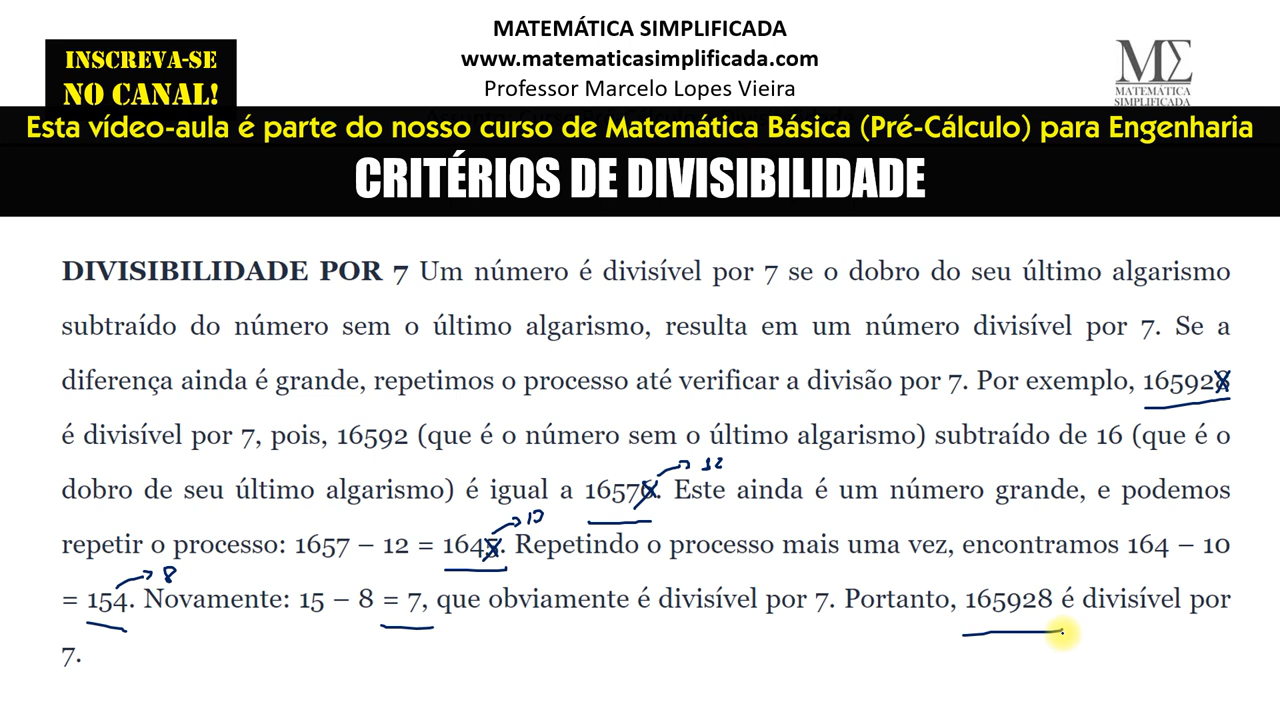 MATEMÁTICA SIMPLIFICADA
www.matematicasimplificada.com
Professor Marcelo Lopes Vieira
INSCREVA-SE
NO CANAL!
MΣ
MATEMÁTICA
SIMPLIFICADA
Esta vídeo-aula é parte do nosso curso de Matemática Básica (Pré-Cálculo) para Engenharia
CRITÉRIOS DE DIVISIBILIDADE
DIVISIBILIDADE POR 7 Um número é divisível por 7 se o dobro do seu último algarismo
subtraído do número sem o último algarismo, resulta em um número divisível por 7. Se a
diferença ainda é grande, repetimos o processo até verificar a divisão por 7. Por exemplo, 165928
é divisível por 7, pois, 16592 (que é o número sem o último algarismo) subtraído de 16 (que é o
12
dobro de seu último algarismo) é igual a 16576. Este ainda é um número grande, e podemos
10
repetir o processo: 1657 – 12 = 1645. Repetindo o processo mais uma vez, encontramos 164 – 10
8
= 154. Novamente: 15 – 8 = 7, que obviamente é divisível por 7. Portanto, 165928 é divisível por
7.